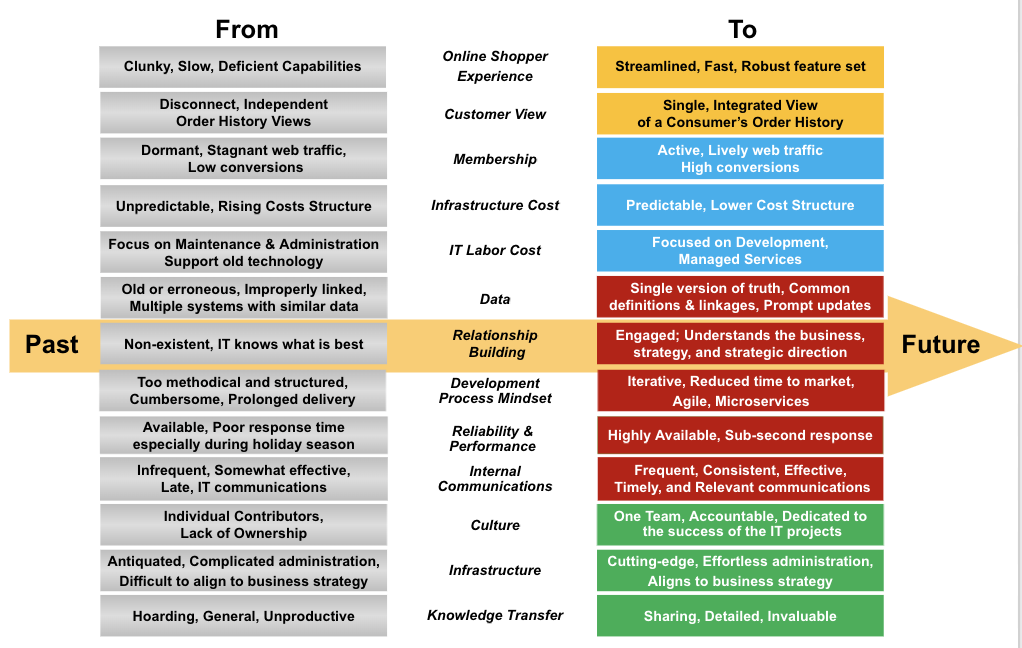 From
To
Clunky, Slow, Deficient Capabilities
Online Shopper
Experience
Streamlined, Fast, Robust feature set
Disconnect, Independent
Order History Views
Customer View
Single, Integrated View
of a Consumer's Order History
Dormant, Stagnant web traffic,
Low conversions
Membership
Active, Lively web traffic
High conversions
Unpredictable, Rising Costs Structure
Infrastructure Cost
Predictable, Lower Cost Structure
Focus on Maintenance & Administration
Support old technology
IT Labor Cost
Focused on Development,
Managed Services
Old or erroneous, Improperly linked,
Multiple systems with similar data
Data
Single version of truth, Common
definitions & linkages, Prompt updates
Past
Non-existent, IT knows what is best
Relationship
Building
Engaged; Understands the business,
strategy, and strategic direction
Future
Too methodical and structured,
Cumbersome, Prolonged delivery
Development
Process Mindset
Iterative, Reduced time to market,
Agile, Microservices
Available, Poor response time
especially during holiday season
Reliability &
Performance
Highly Available, Sub-second response
Infrequent, Somewhat effective,
Late, IT communications
Internal
Communications
Frequent, Consistent, Effective,
Timely, and Relevant communications
Individual Contributors,
Lack of Ownership
Culture
One Team, Accountable, Dedicated to
the success of the IT projects
Antiquated, Complicated administration,
Difficult to align to business strategy
Infrastructure
Cutting-edge, Effortless administration,
Aligns to business strategy
Hoarding, General, Unproductive
Knowledge Transfer
Sharing, Detailed, Invaluable